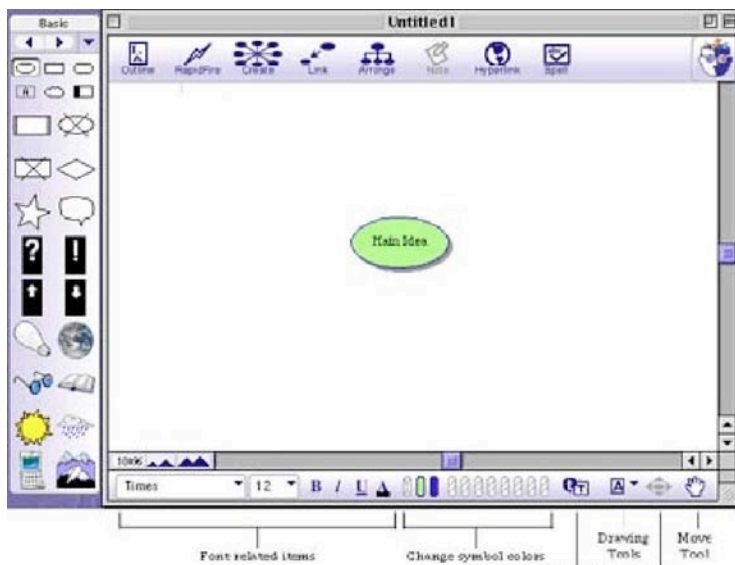 Basic
Untitled1
Outline RapidFire Create Link Arrange Note Hyperlink Spell
A
? !
Main Idea
100%
Times 12 B I U A A
Font related items
Change symbol colors
Drawing Tools
Move Tool